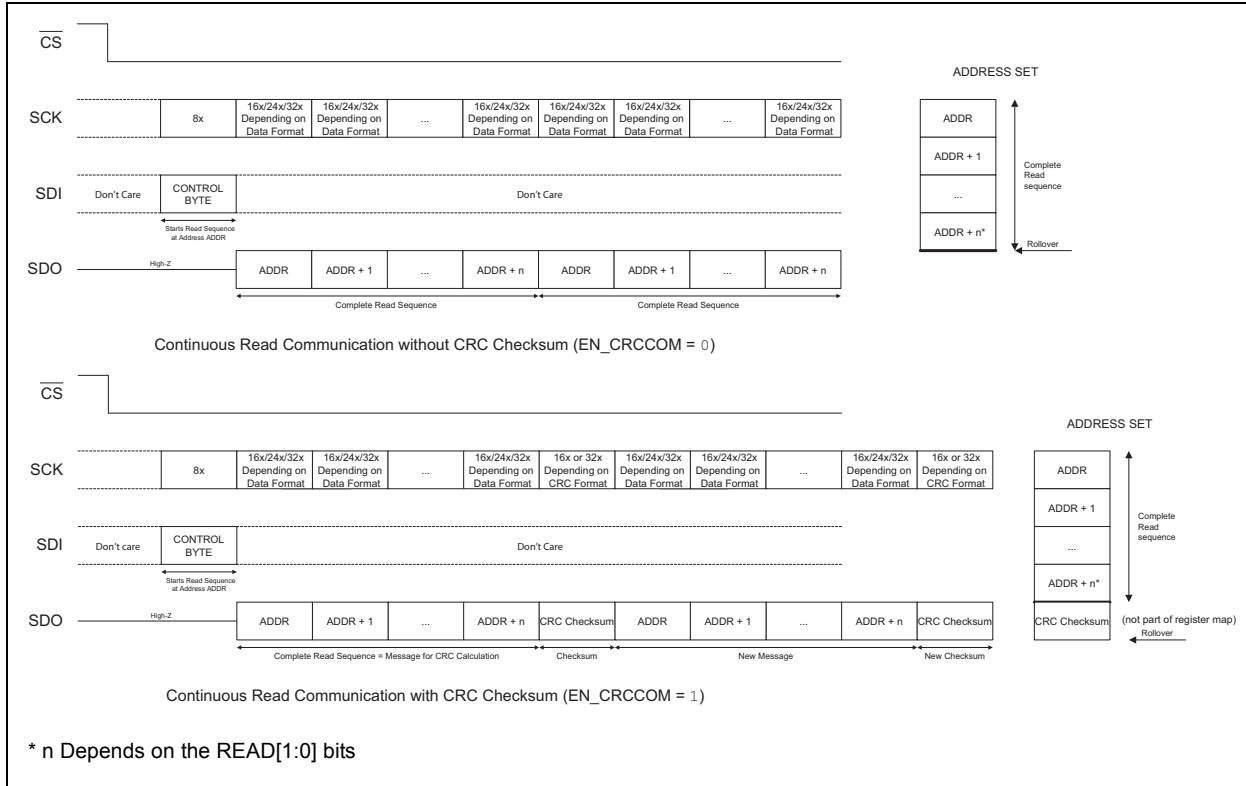 CS
ADDRESS SET
SCK
8x
16x/24x/32x
Depending on
Data Format
16x/24x/32x
Depending on
Data Format
...
16x/24x/32x
Depending on
Data Format
16x/24x/32x
Depending on
Data Format
16x/24x/32x
Depending on
Data Format
...
16x/24x/32x
Depending on
Data Format
ADDR
ADDR + 1
...
ADDR + n*
Complete
Read
sequence
Rollover
SDI
Don't Care
CONTROL
BYTE
Don't Care
Starts Read Sequence
at Address ADDR
SDO
High-Z
ADDR
ADDR + 1
...
ADDR + n
ADDR
ADDR + 1
...
ADDR + n
Complete Read Sequence
Complete Read Sequence
Continuous Read Communication without CRC Checksum (EN_CRCCOM = 0)
CS
ADDRESS SET
SCK
8x
16x/24x/32x
Depending on
Data Format
16x/24x/32x
Depending on
Data Format
...
16x/24x/32x
Depending on
Data Format
16x or 32x
Depending on
CRC Format
16x/24x/32x
Depending on
Data Format
16x/24x/32x
Depending on
Data Format
...
16x/24x/32x
Depending on
Data Format
16x or 32x
Depending on
CRC Format
ADDR
ADDR + 1
...
ADDR + n*
Complete
Read
sequence
CRC Checksum
(not part of register map)
Rollover
SDI
Don't care
CONTROL
BYTE
Don't Care
Starts Read Sequence
at Address ADDR
SDO
High-Z
ADDR
ADDR + 1
...
ADDR + n
CRC Checksum
ADDR
ADDR + 1
...
ADDR + n
CRC Checksum
Complete Read Sequence = Message for CRC Calculation
Checksum
New Message
New Checksum
Continuous Read Communication with CRC Checksum (EN_CRCCOM = 1)
* n Depends on the READ[1:0] bits